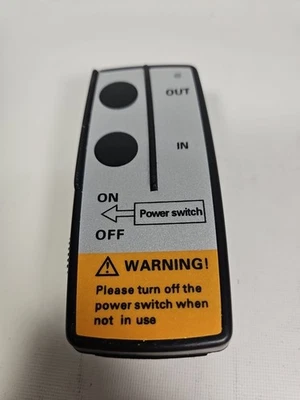 OUT
IN
ON
Power switch
OFF
WARNING!
Please turn off the
power switch when
not in use